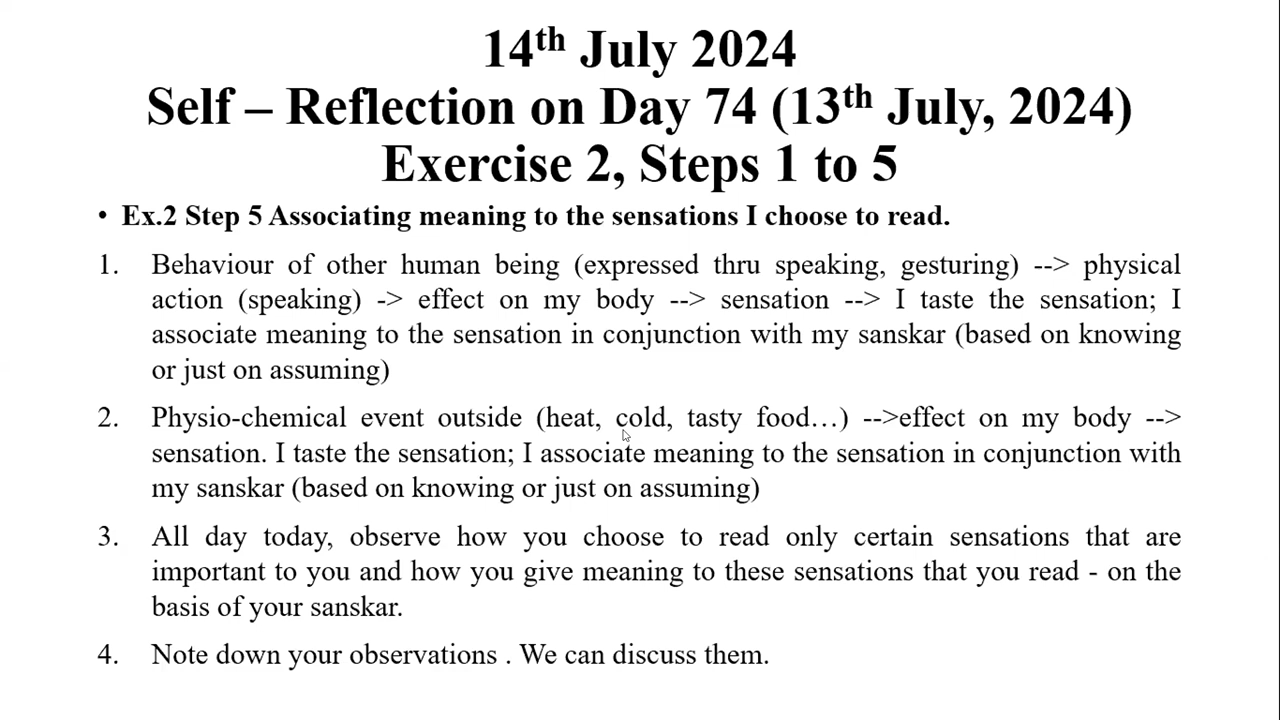 14th July 2024
Self – Reflection on Day 74 (13th July, 2024)
Exercise 2, Steps 1 to 5
• Ex.2 Step 5 Associating meaning to the sensations I choose to read.
1. Behaviour of other human being (expressed thru speaking, gesturing) --> physical
action (speaking) -> effect on my body --> sensation --> I taste the sensation; I
associate meaning to the sensation in conjunction with my sanskar (based on knowing
or just on assuming)
2. Physio-chemical event outside (heat, cold, tasty food…) -->effect on my body -->
sensation. I taste the sensation; I associate meaning to the sensation in conjunction with
my sanskar (based on knowing or just on assuming)
3. All day today, observe how you choose to read only certain sensations that are
important to you and how you give meaning to these sensations that you read - on the
basis of your sanskar.
4. Note down your observations . We can discuss them.